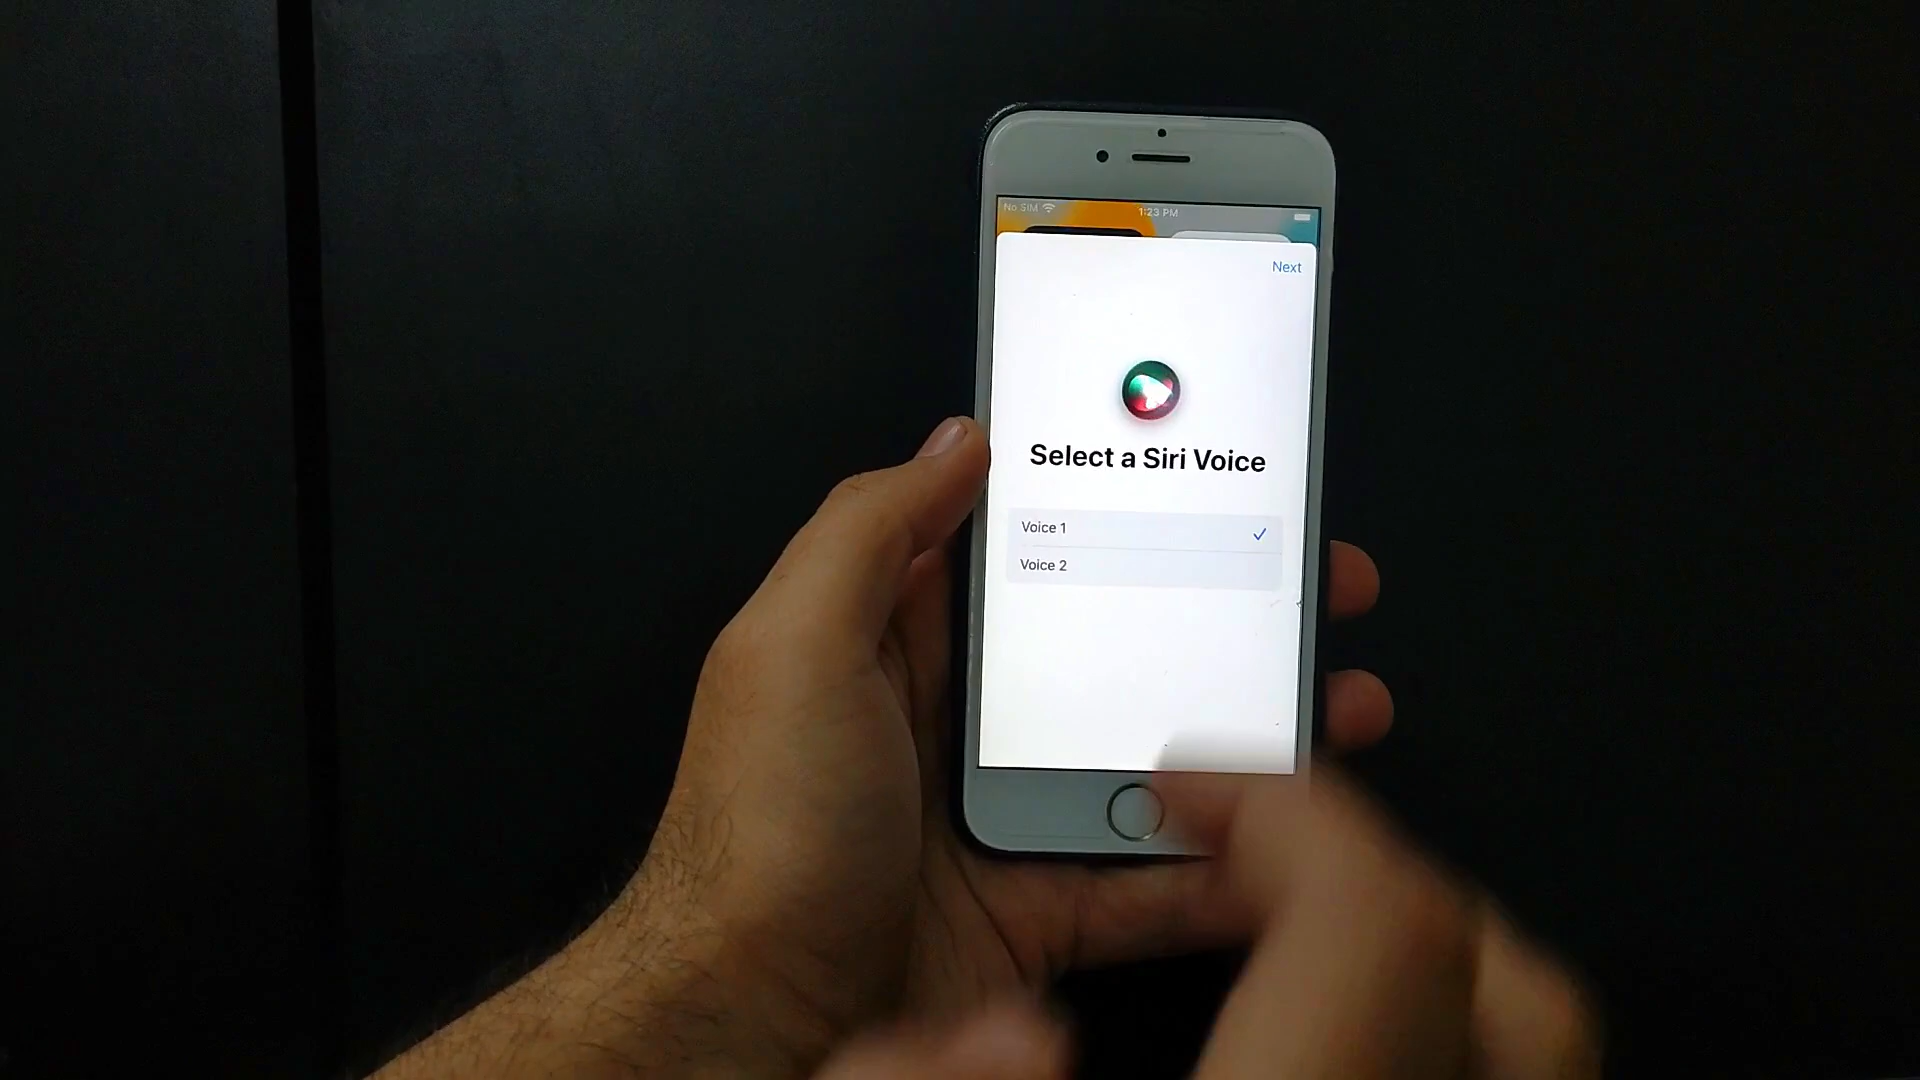 No SIM 1:23 PM
Next
Select a Siri Voice
Voice 1
Voice 2